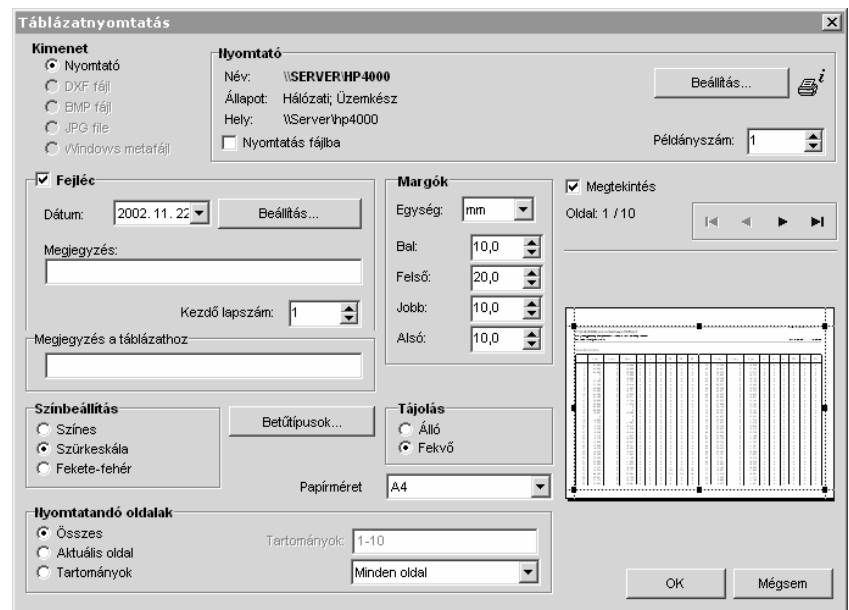 Táblázatnyomtatás
Kimenet
Nyomtató
DXF fájl
BMP fájl
JPG file
Windows metafájl
Nyomtató
Név: \\SERVER\HP4000
Beállítás...
Állapot: Hálózati; Üzemkész
Hely: \\Server\hp4000
Nyomtatás fájlba
Példányszám: 1
Fejléc
Dátum: 2002. 11. 22
Beállítás...
Megjegyzés:
Kezdő lapszám: 1
Megjegyzés a táblázathoz
Margók
Egység: mm
Bal: 10,0
Felső: 20,0
Jobb: 10,0
Alsó: 10,0
Megtekintés
Oldal: 1 / 10
Színbeállítás
Színes
Szürkeskála
Fekete-fehér
Betűtípusok...
Tájolás
Álló
Fekvő
Papírméret A4
Nyomtatandó oldalak
Összes
Aktuális oldal
Tartományok
Tartományok: 1-10
Minden oldal
OK
Mégsem